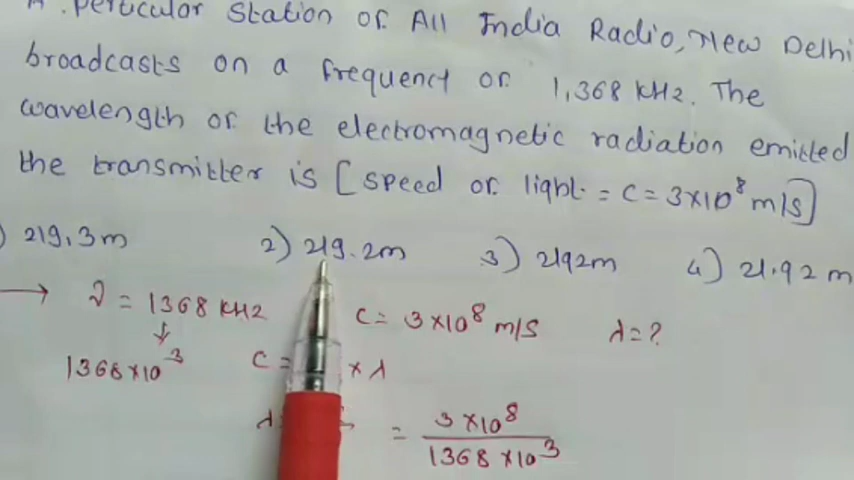 A perticular Station of All India Radio, New Delhi
broadcasts on a frequency of 1,368 kHz. The
wavelength of the electromagnetic radiation emitted
the transmitter is [speed of light = c = 3×10⁸ m/s]
) 219.3m 2) 219.2m 3) 2192m 4) 21.92 m
→ ν = 1368 kHz c = 3×10⁸ m/s λ = ?
↓
1368×10³ c = × λ
λ = 3×10⁸
1368×10³